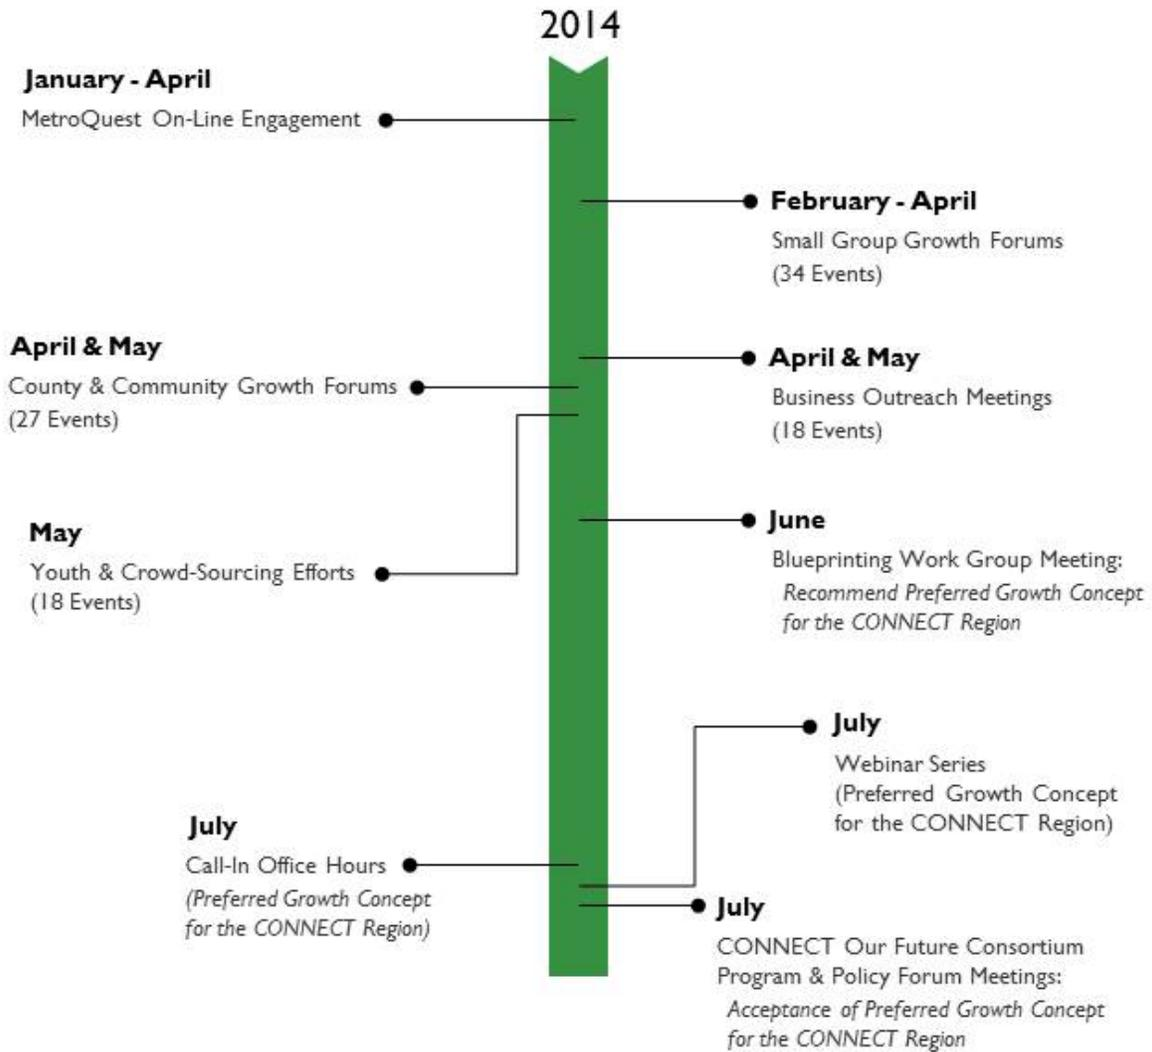 2014
January - April
MetroQuest On-Line Engagement
February - April
Small Group Growth Forums
(34 Events)
April & May
County & Community Growth Forums
(27 Events)
April & May
Business Outreach Meetings
(18 Events)
May
Youth & Crowd-Sourcing Efforts
(18 Events)
June
Blueprinting Work Group Meeting:
Recommend Preferred Growth Concept
for the CONNECT Region
July
Webinar Series
(Preferred Growth Concept
for the CONNECT Region)
July
Call-In Office Hours
(Preferred Growth Concept
for the CONNECT Region)
July
CONNECT Our Future Consortium
Program & Policy Forum Meetings:
Acceptance of Preferred Growth Concept
for the CONNECT Region